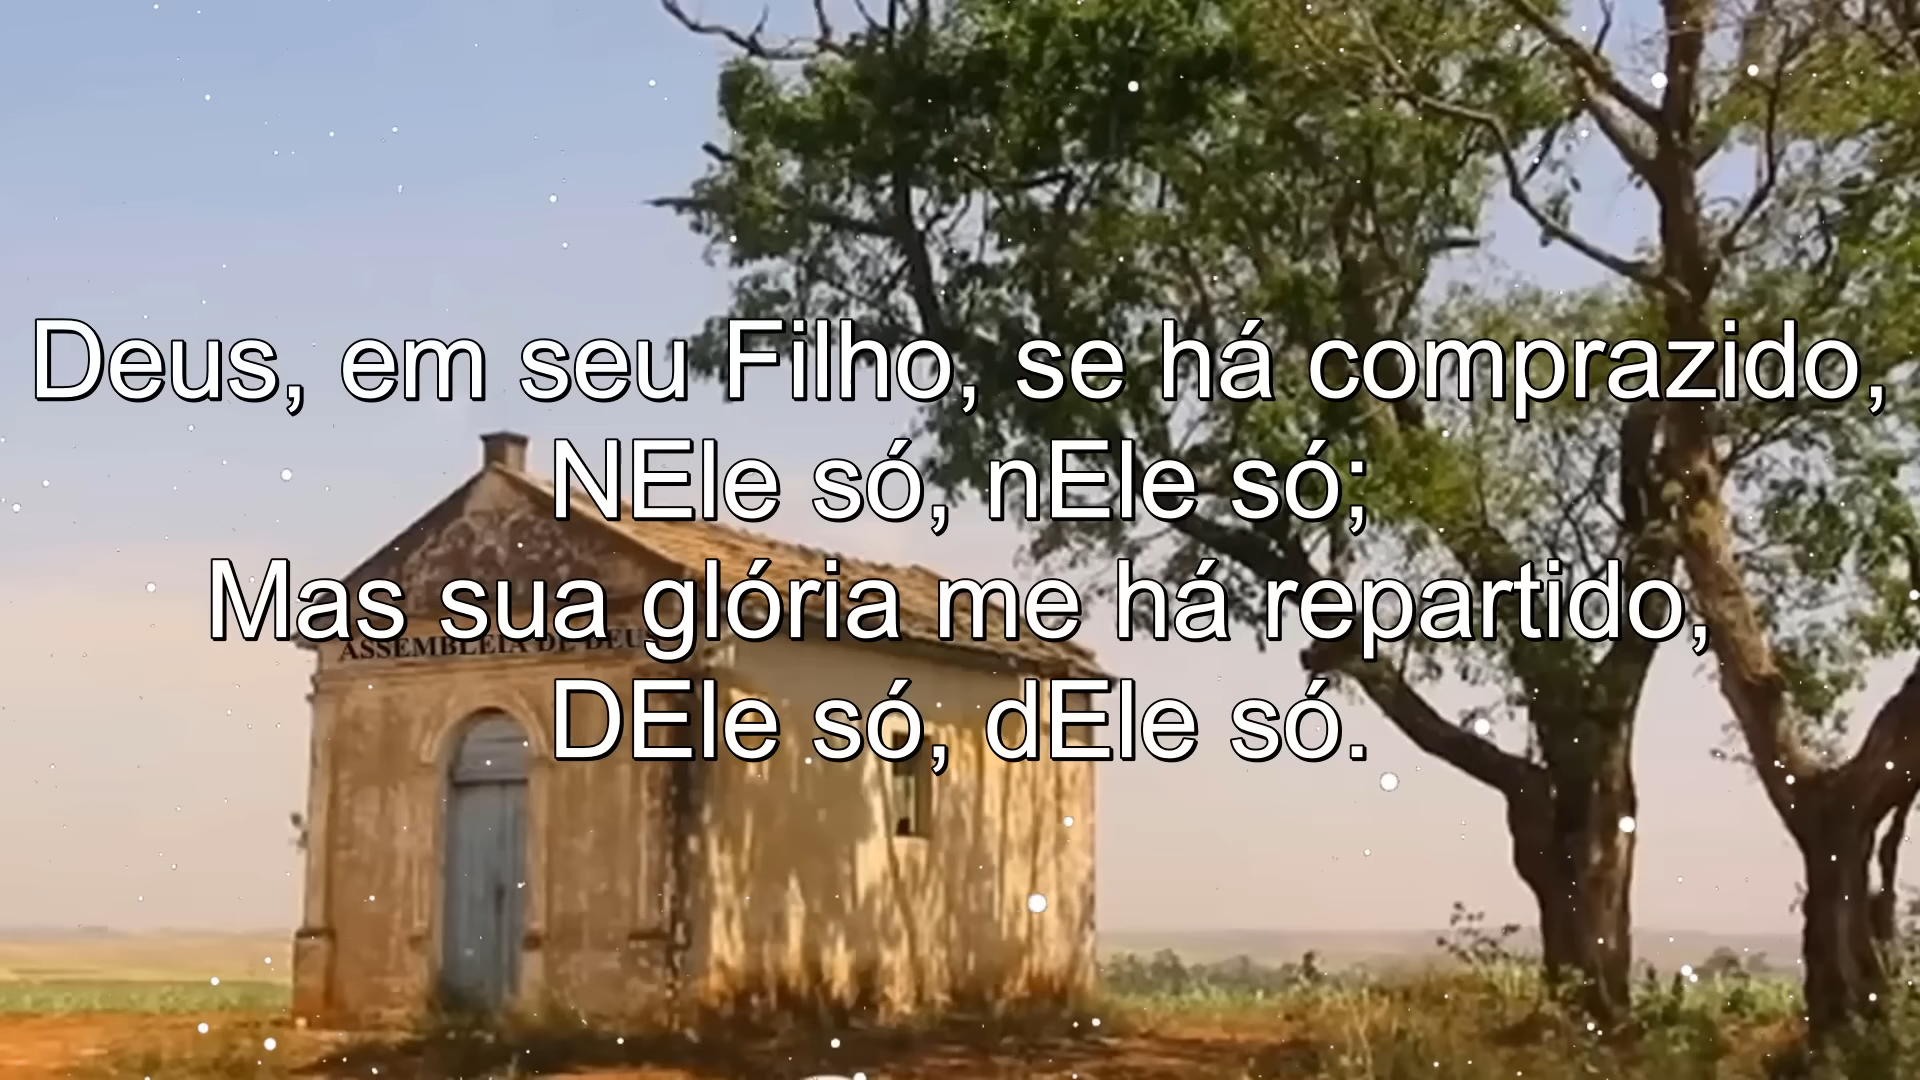 Deus, em seu Filho, se há comprazido,
NEle só, nEle só;
Mas sua glória me há repartido,
DEle só, dEle só.
ASSEMBLEIA DE DEUS